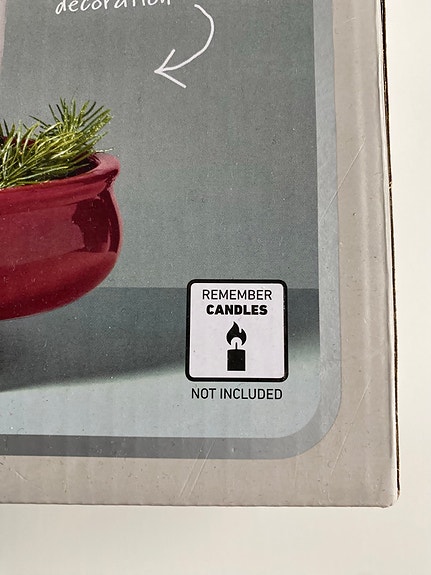 decoration
REMEMBER
CANDLES
NOT INCLUDED